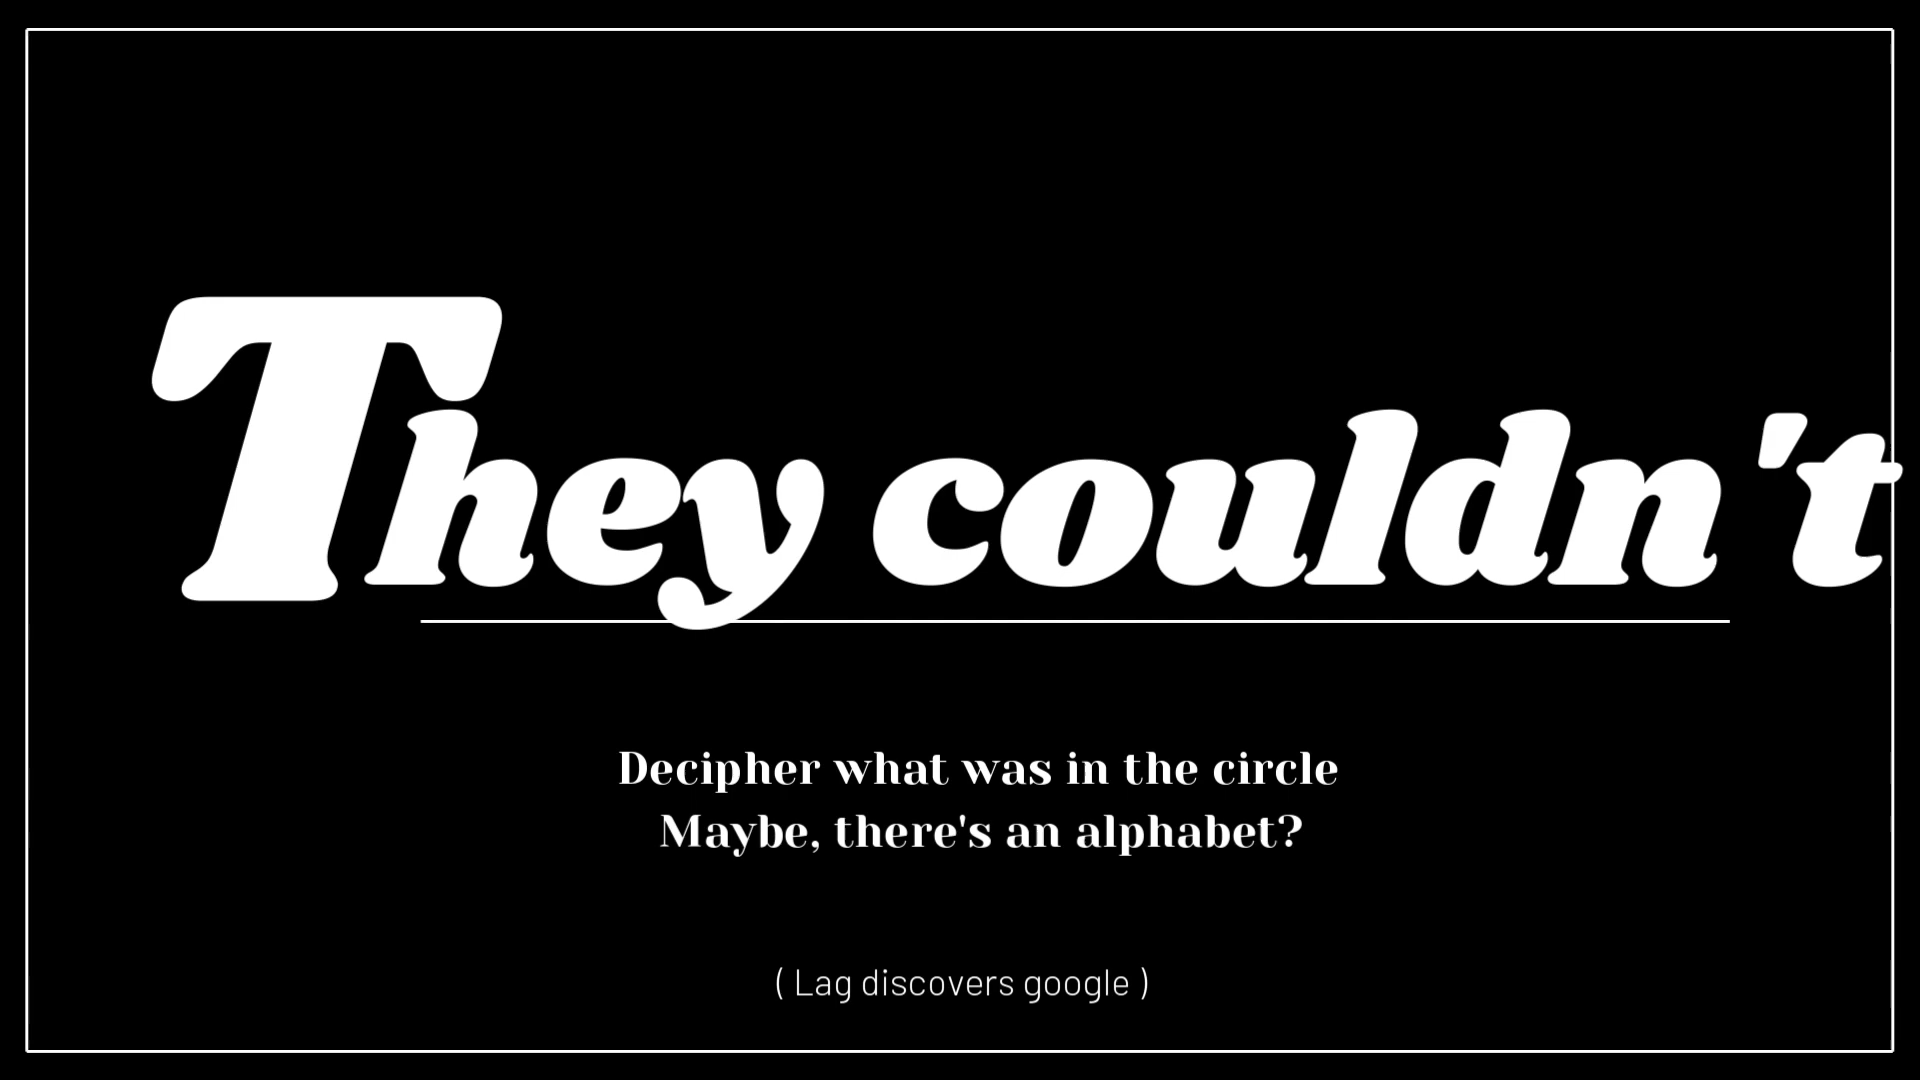 They couldn't
Decipher what was in the circle
Maybe, there's an alphabet?
( Lag discovers google )